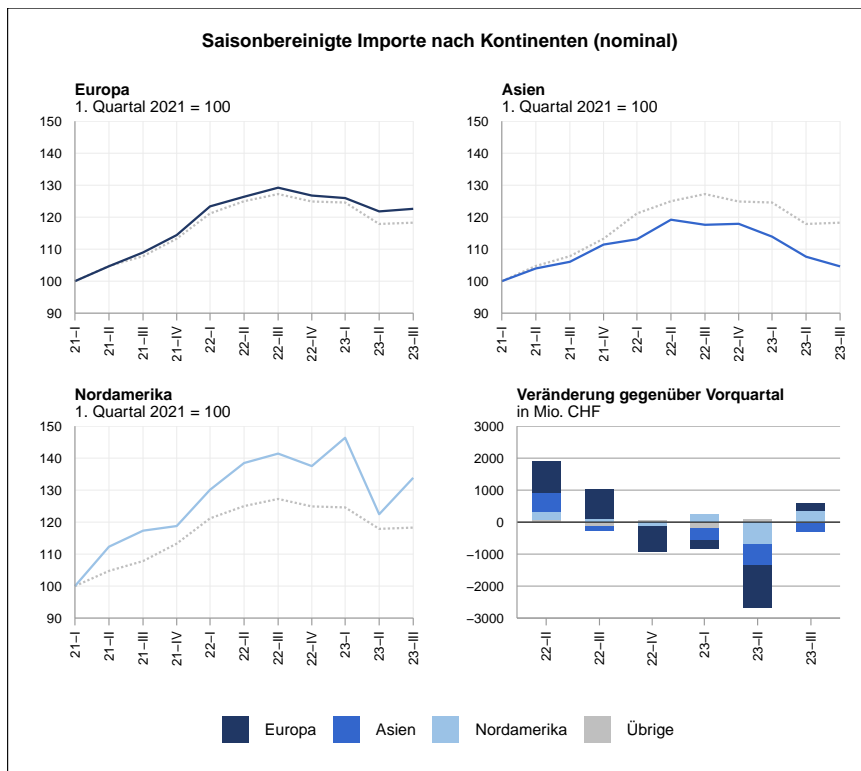 Saisonbereinigte Importe nach Kontinenten (nominal)
Europa
1. Quartal 2021 = 100
150
140
130
120
110
100
90
21–I
21–II
21–III
21–IV
22–I
22–II
22–III
22–IV
23–I
23–II
23–III
Asien
1. Quartal 2021 = 100
150
140
130
120
110
100
90
21–I
21–II
21–III
21–IV
22–I
22–II
22–III
22–IV
23–I
23–II
23–III
Nordamerika
1. Quartal 2021 = 100
150
140
130
120
110
100
90
21–I
21–II
21–III
21–IV
22–I
22–II
22–III
22–IV
23–I
23–II
23–III
Veränderung gegenüber Vorquartal
in Mio. CHF
3000
2000
1000
0
−1000
−2000
−3000
22–II
22–III
22–IV
23–I
23–II
23–III
Europa
Asien
Nordamerika
Übrige